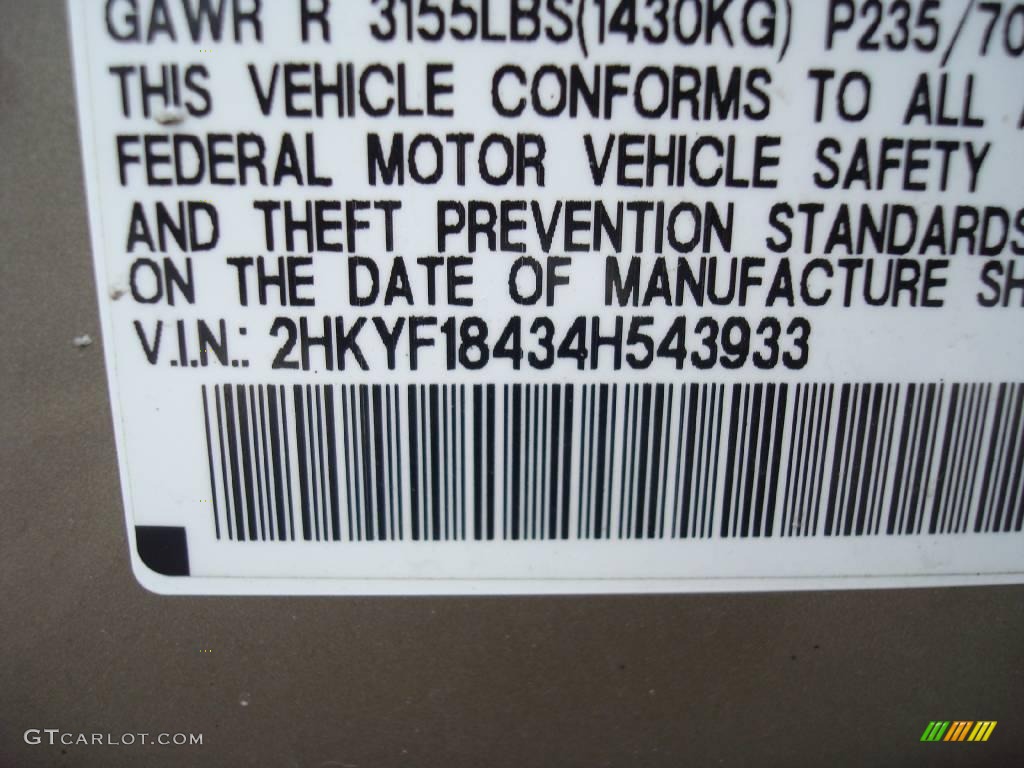 GAWR R 3155LBS(1430KG) P235/70
THIS VEHICLE CONFORMS TO ALL
FEDERAL MOTOR VEHICLE SAFETY
AND THEFT PREVENTION STANDARDS
ON THE DATE OF MANUFACTURE SH
V.I.N.: 2HKYF18434H543933
GTCARLOT.COM